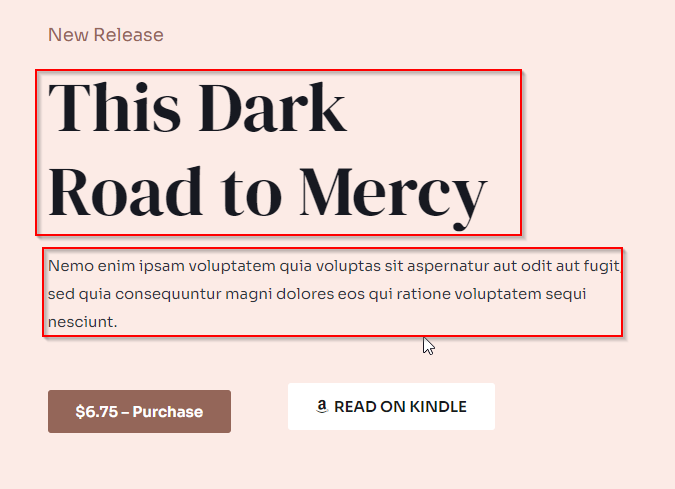 New Release
This Dark
Road to Mercy
Nemo enim ipsam voluptatem quia voluptas sit aspernatur aut odit aut fugit,
sed quia consequuntur magni dolores eos qui ratione voluptatem sequi
nesciunt.
$6.75 – Purchase
READ ON KINDLE